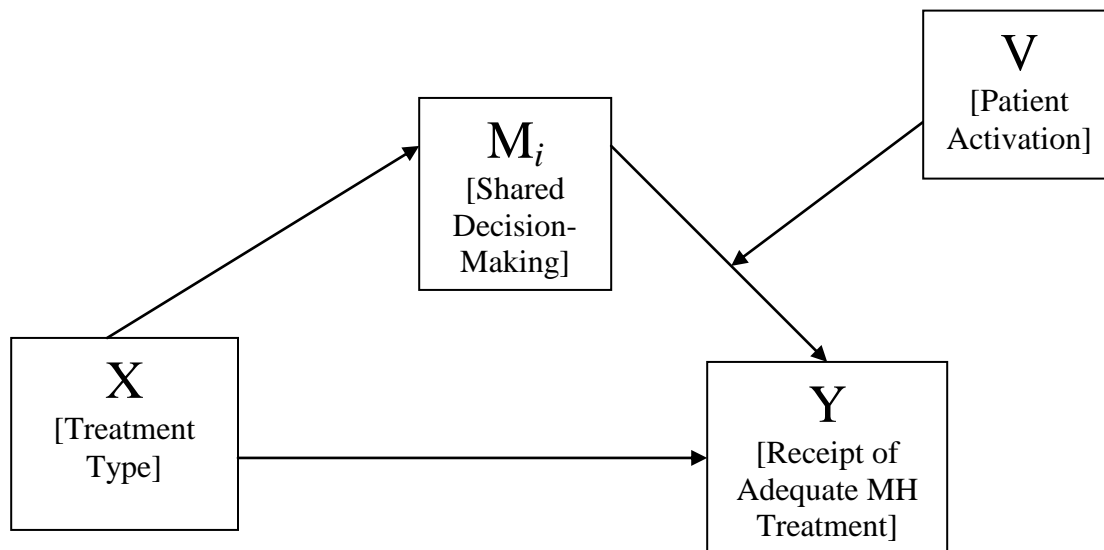 V
[Patient
Activation]
M𝑖
[Shared
Decision-
Making]
X
[Treatment
Type]
Y
[Receipt of
Adequate MH
Treatment]